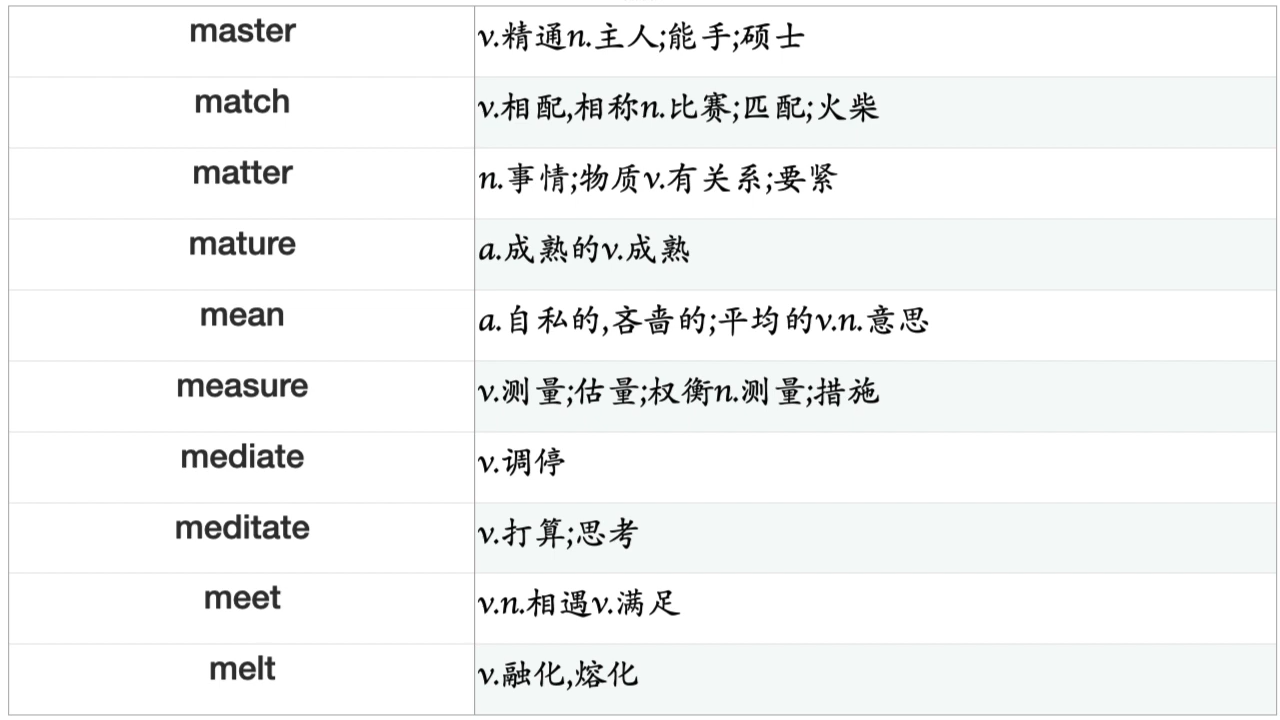 master v.精通n.主人;能手;硕士
match v.相配,相称n.比赛;匹配;火柴
matter n.事情;物质v.有关系;要紧
mature a.成熟的v.成熟
mean a.自私的,吝啬的;平均的v.n.意思
measure v.测量;估量;权衡n.测量;措施
mediate v.调停
meditate v.打算;思考
meet v.n.相遇v.满足
melt v.融化,熔化